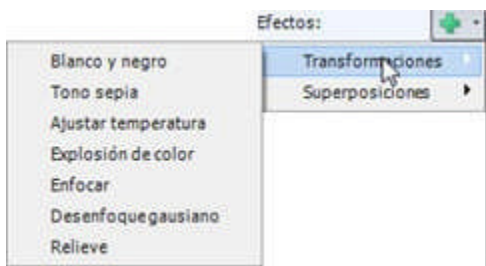 Efectos:
Transformaciones
Superposiciones
Blanco y negro
Tono sepia
Ajustar temperatura
Explosión de color
Enfocar
Desenfoque gausiano
Relieve